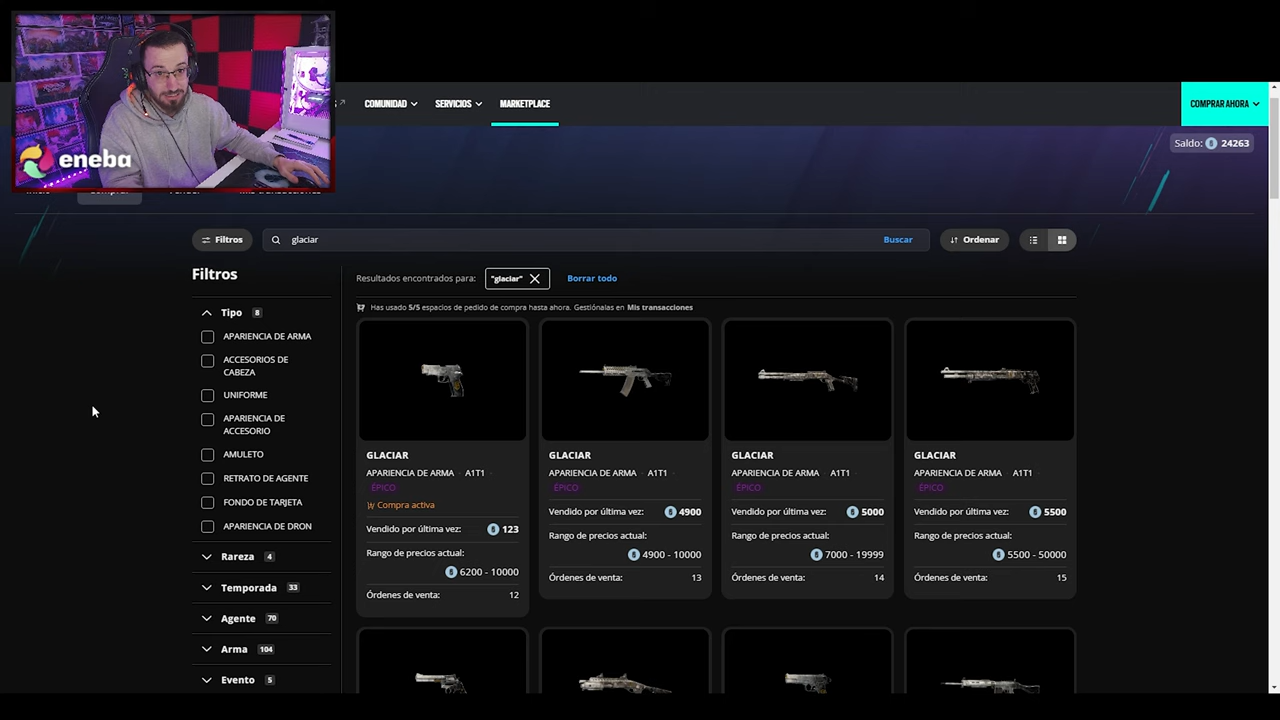 eneba
COMUNIDAD
SERVICIOS
MARKETPLACE
COMPRAR AHORA
Saldo: 24263
Filtros
glaciar
Buscar
Ordenar
Filtros
Resultados encontrados para:
"glaciar"
Borrar todo
Has usado 5/5 espacios de pedido de compra hasta ahora. Gestiónalas en Mis transacciones
Tipo 8
APARIENCIA DE ARMA
ACCESORIOS DE
CABEZA
UNIFORME
APARIENCIA DE
ACCESORIO
AMULETO
RETRATO DE AGENTE
FONDO DE TARJETA
APARIENCIA DE DRON
Rareza 4
Temporada 33
Agente 70
Arma 104
Evento 5
GLACIAR
APARIENCIA DE ARMA A1T1
ÉPICO
Compra activa
Vendido por última vez: 123
Rango de precios actual:
6200 - 10000
Órdenes de venta: 12
GLACIAR
APARIENCIA DE ARMA A1T1
ÉPICO
Vendido por última vez: 4900
Rango de precios actual:
4900 - 10000
Órdenes de venta: 13
GLACIAR
APARIENCIA DE ARMA A1T1
ÉPICO
Vendido por última vez: 5000
Rango de precios actual:
7000 - 19999
Órdenes de venta: 14
GLACIAR
APARIENCIA DE ARMA A1T1
ÉPICO
Vendido por última vez: 5500
Rango de precios actual:
5500 - 50000
Órdenes de venta: 15